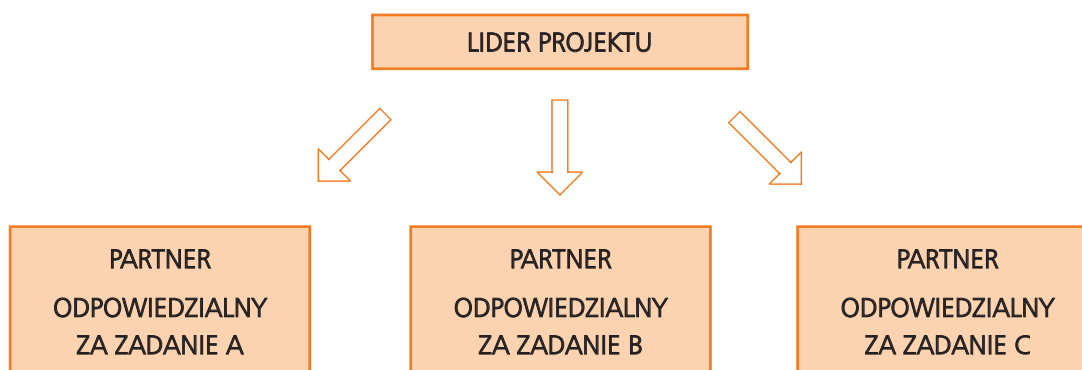 LIDER PROJEKTU
PARTNER
ODPOWIEDZIALNY
ZA ZADANIE A
PARTNER
ODPOWIEDZIALNY
ZA ZADANIE B
PARTNER
ODPOWIEDZIALNY
ZA ZADANIE C